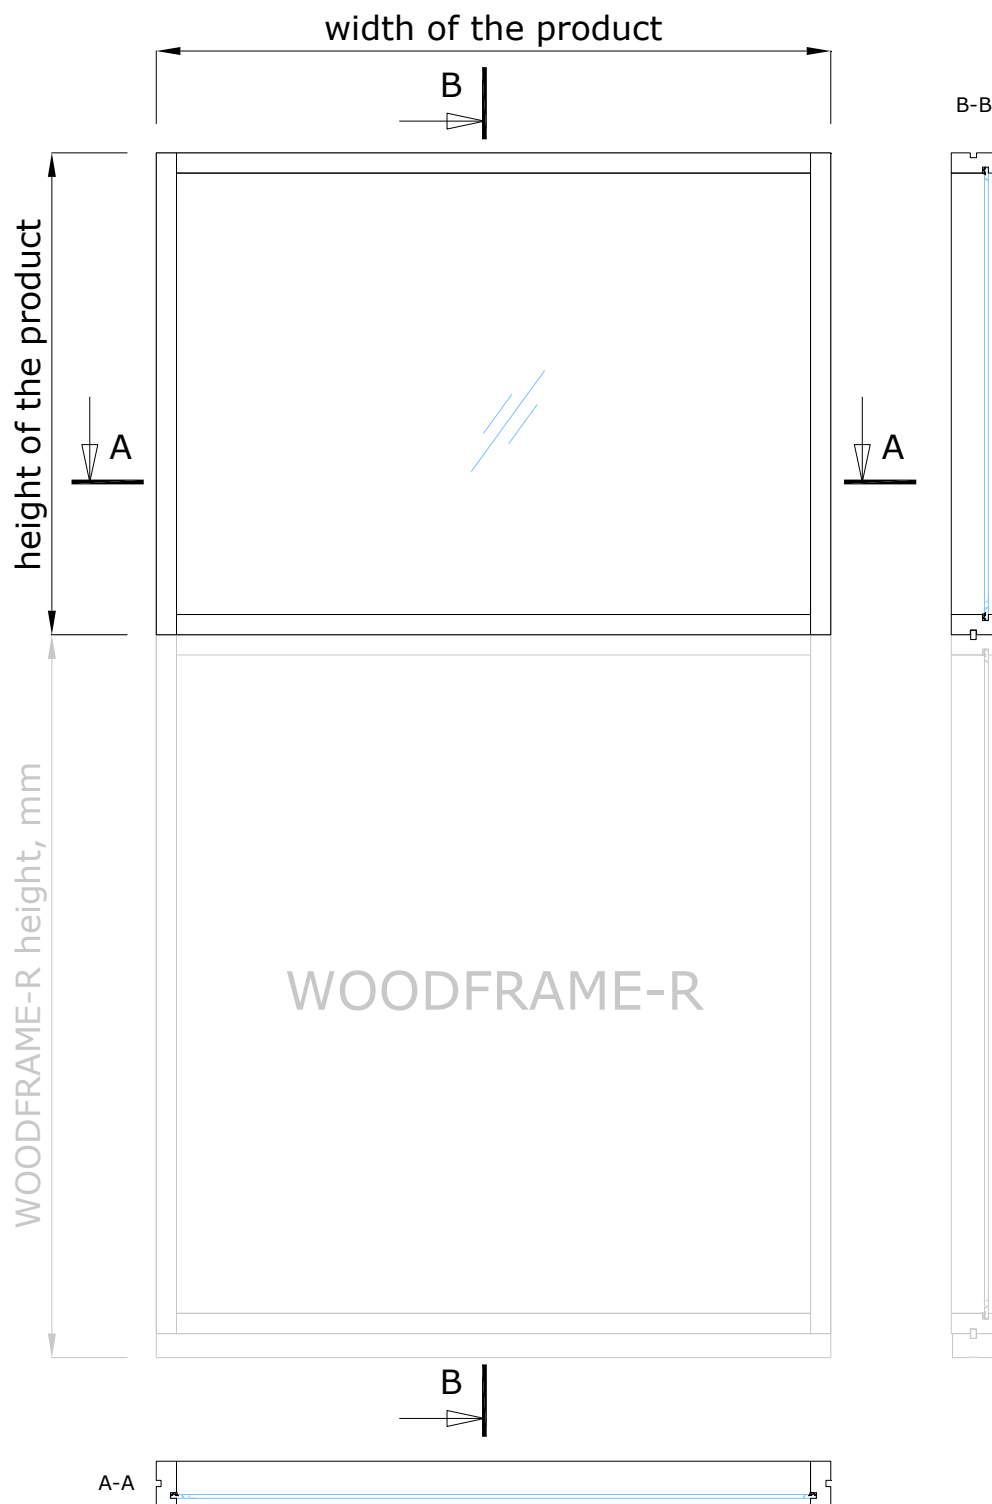 width of the product
B
B-B
height of the product
A
A
WOODFRAME-R height, mm
WOODFRAME-R
B
A-A